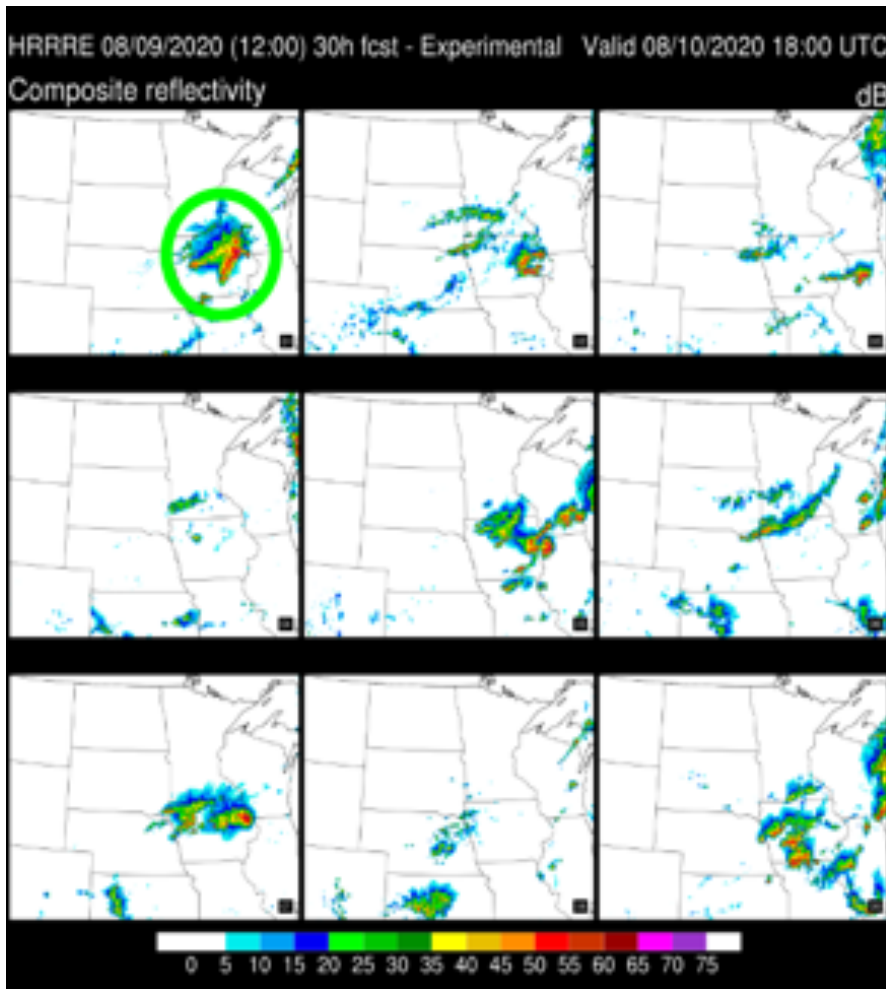 HRRRE 08/09/2020 (12:00) 30h fcst - Experimental Valid 08/10/2020 18:00 UTC
Composite reflectivity dB
0 5 10 15 20 25 30 35 40 45 50 55 60 65 70 75